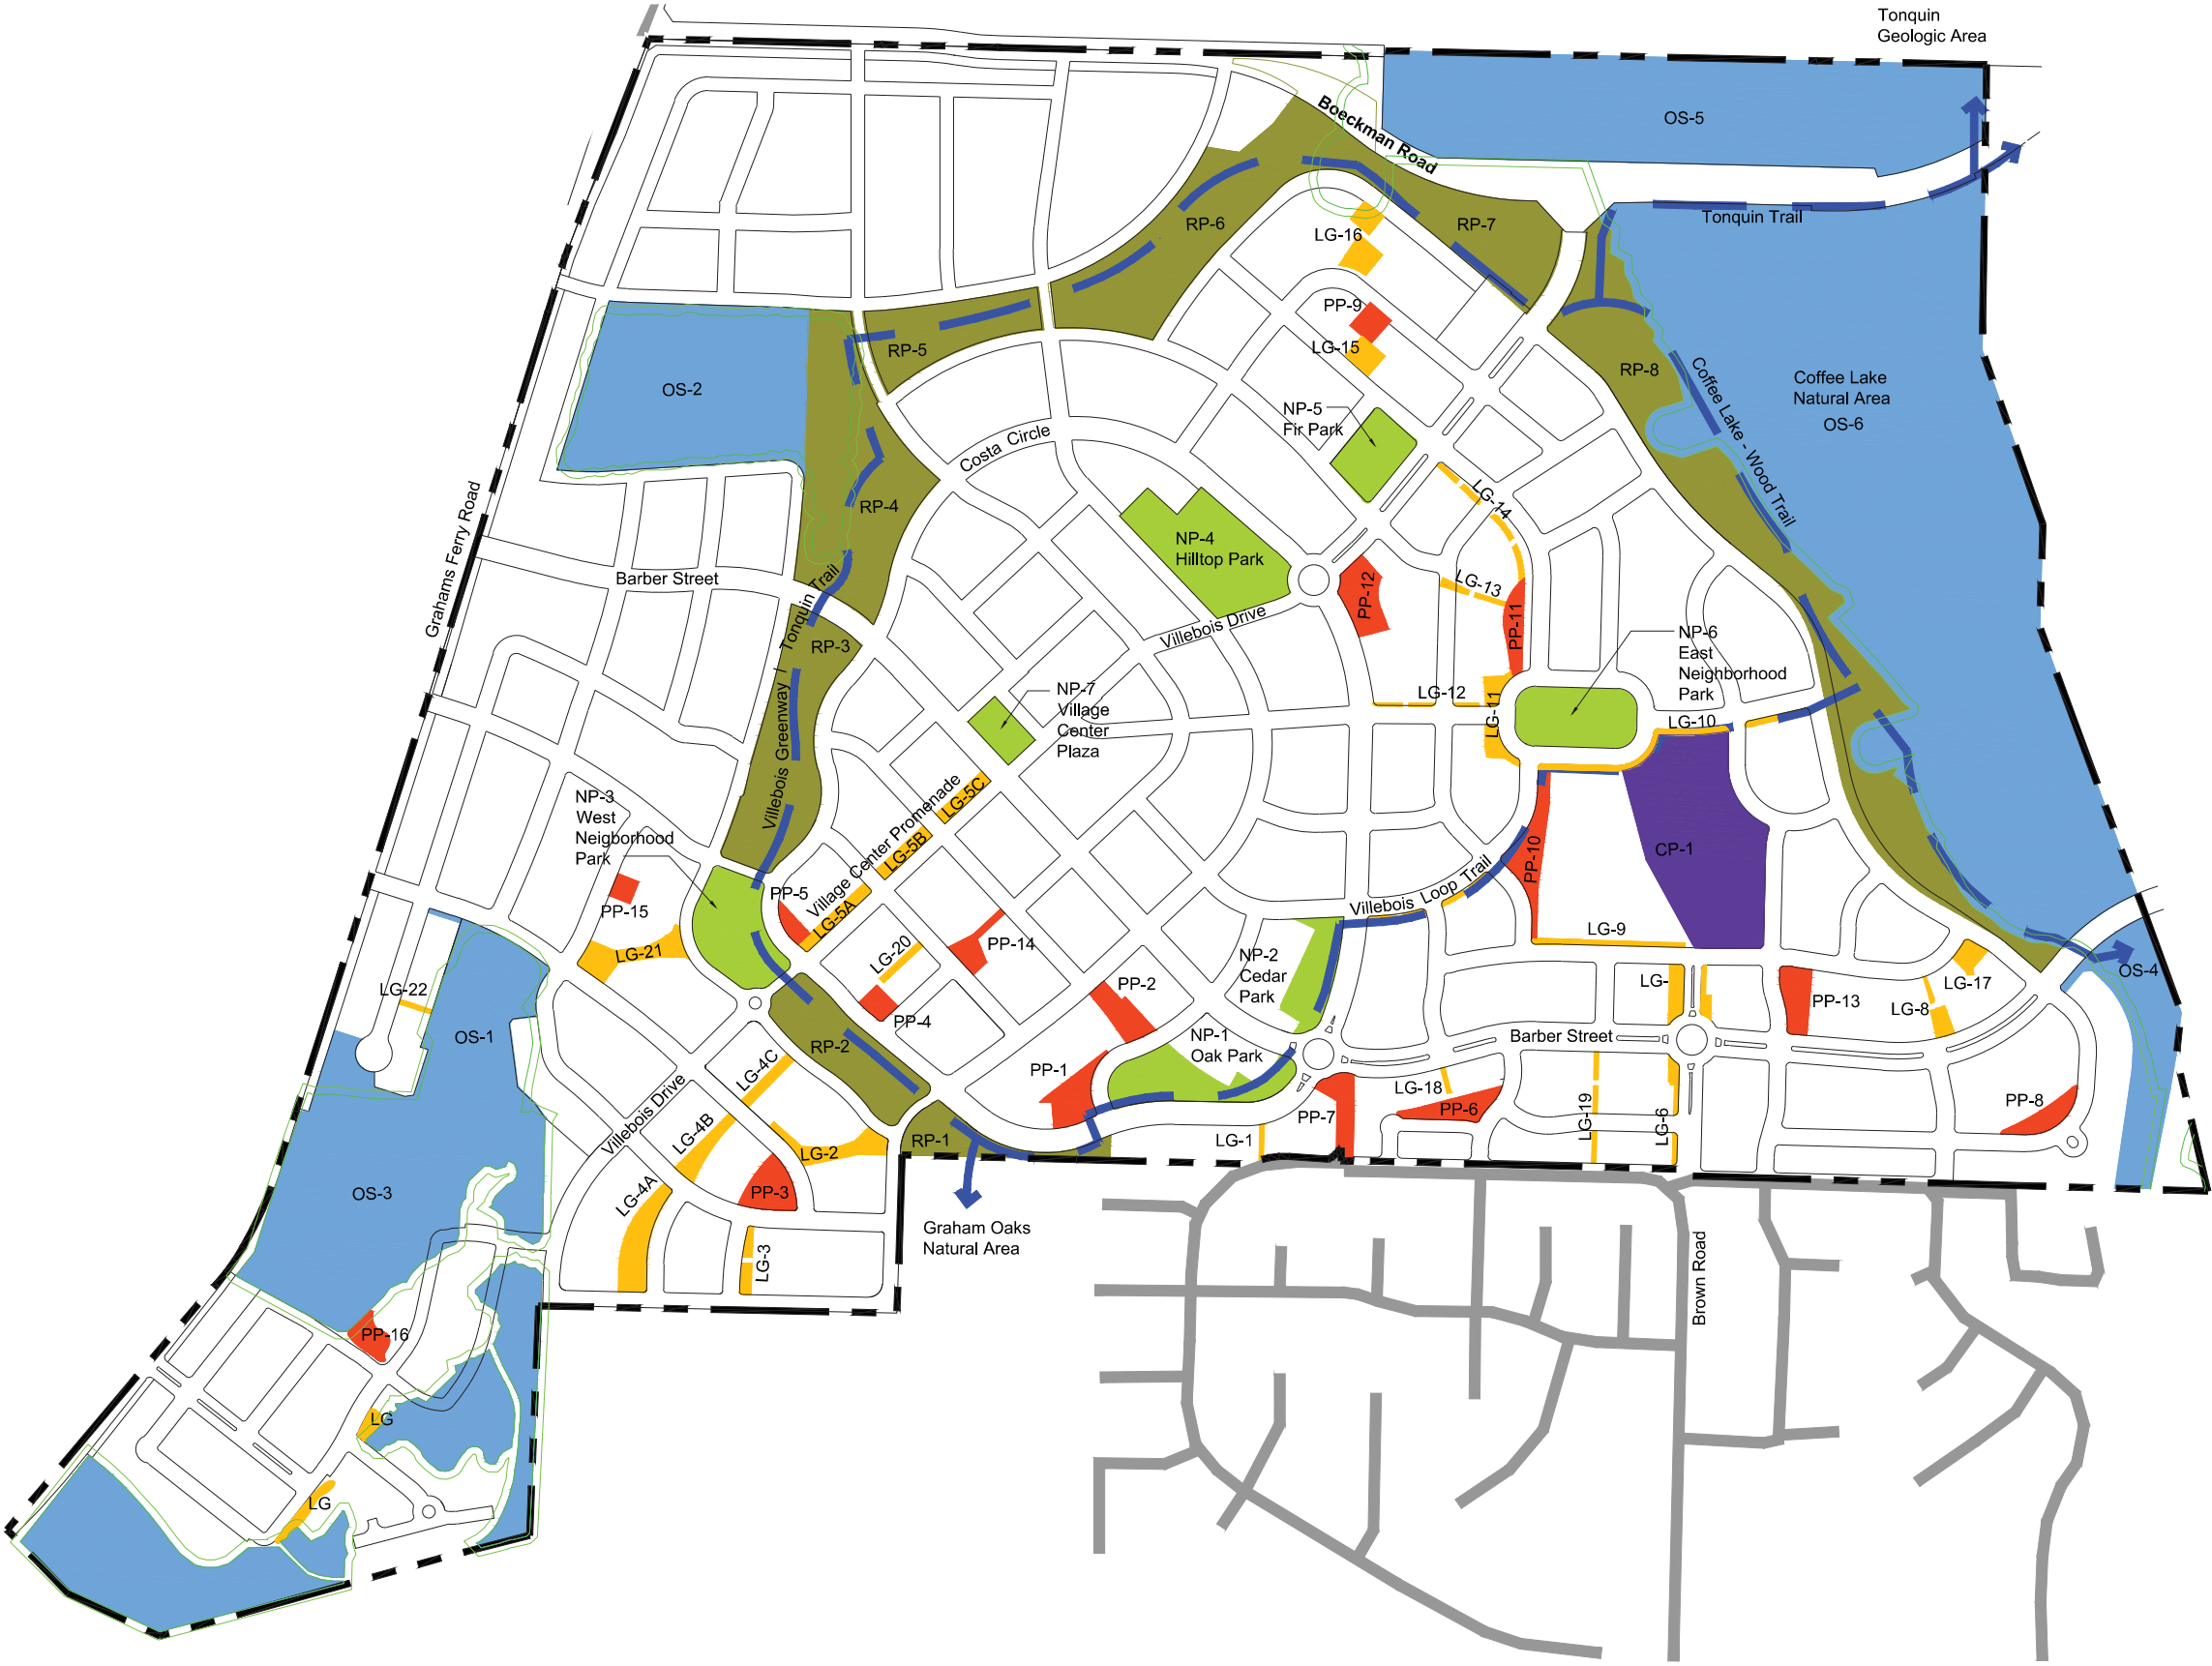 Tonquin
Geologic Area
OS-5
Boeckman Road
Tonquin Trail
RP-6
RP-7
LG-16
PP-9
LG-15
RP-5
RP-8
OS-2
Coffee Lake
Natural Area
OS-6
Coffee Lake - Wood Trail
NP-5
Fir Park
Costa Circle
RP-4
LG-14
NP-4
Hilltop Park
Grahams Ferry Road
Barber Street
Villebois Greenway / Tonquin Trail
LG-13
PP-12
PP-11
Villebois Drive
RP-3
NP-6
East
Neighborhood
Park
NP-7
Village
Center
Plaza
LG-12
LG-11
LG-10
Village Center Promenade
LG-5C
LG-5B
LG-5A
NP-3
West
Neigborhood
Park
PP-10
CP-1
PP-5
PP-15
Villebois Loop Trail
LG-9
LG-21
LG-20
PP-14
NP-2
Cedar
Park
OS-4
LG-22
PP-2
LG-
PP-13
LG-17
LG-8
OS-1
PP-4
NP-1
Oak Park
Barber Street
RP-2
LG-4C
PP-1
LG-18
PP-6
PP-7
PP-8
Villebois Drive
LG-4B
LG-2
RP-1
LG-1
LG-19
LG-6
OS-3
LG-4A
PP-3
Graham Oaks
Natural Area
LG-3
Brown Road
PP-16
LG
LG